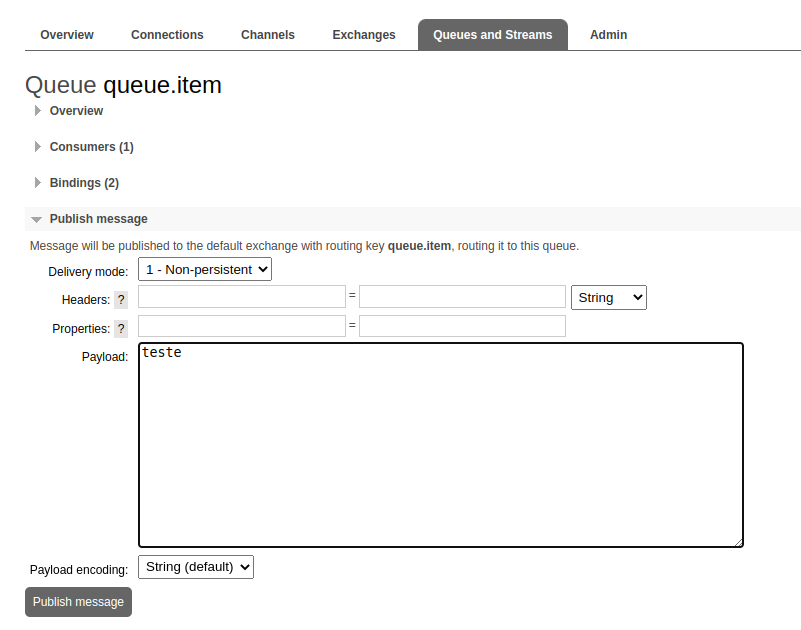 Overview Connections Channels Exchanges Queues and Streams Admin
Queue queue.item
Overview
Consumers (1)
Bindings (2)
Publish message
Message will be published to the default exchange with routing key queue.item, routing it to this queue.
Delivery mode: 1 - Non-persistent
Headers: ? = String
Properties: ? =
Payload: teste
Payload encoding: String (default)
Publish message